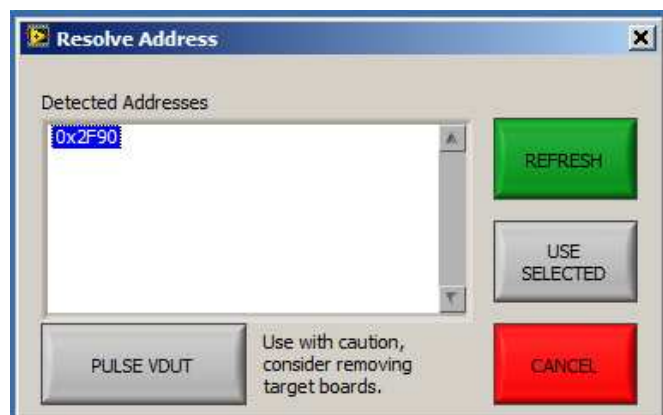 Resolve Address
Detected Addresses
0x2F90
REFRESH
USE
SELECTED
PULSE VDUT
Use with caution,
consider removing
target boards.
CANCEL